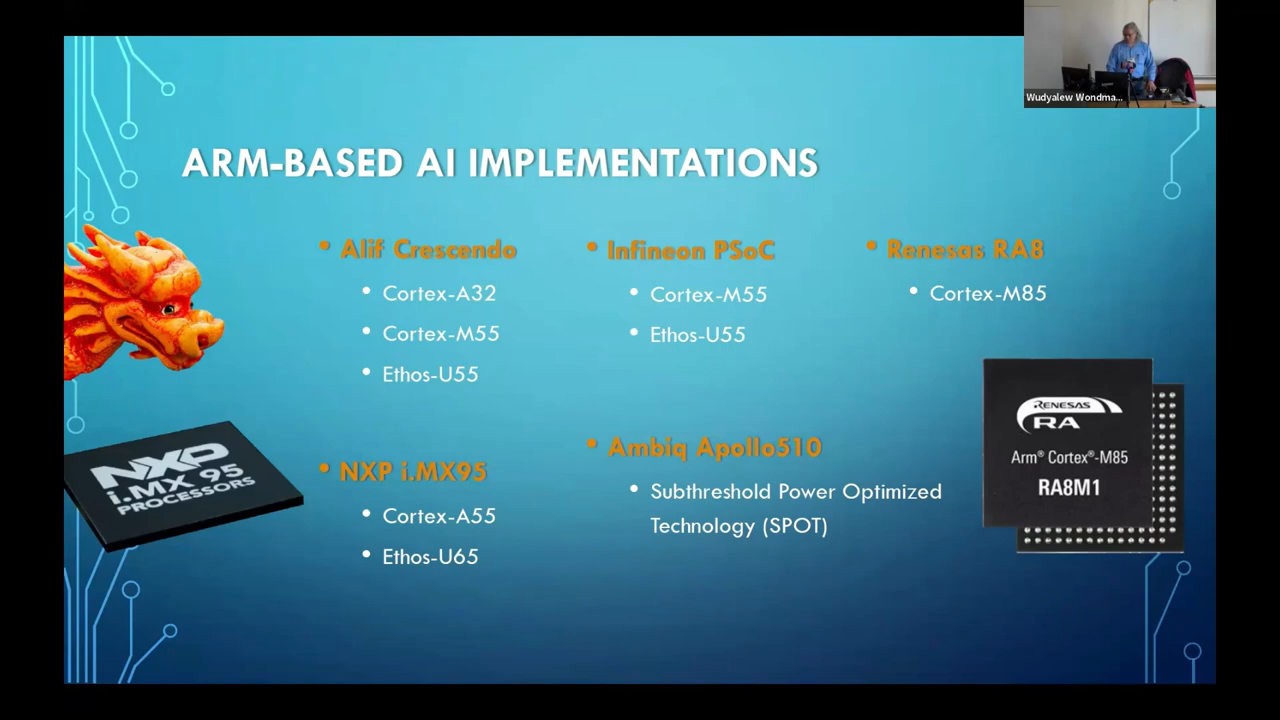 Wudyalew Wondma...
ARM-BASED AI IMPLEMENTATIONS
• Alif Crescendo
• Cortex-A32
• Cortex-M55
• Ethos-U55
• NXP i.MX95
• Cortex-A55
• Ethos-U65
• Infineon PSoC
• Cortex-M55
• Ethos-U55
• Ambiq Apollo510
• Subthreshold Power Optimized
Technology (SPOT)
• Renesas RA8
• Cortex-M85
NXP
i.MX 95
PROCESSORS
RENESAS
RA
Arm® Cortex®-M85
RA8M1